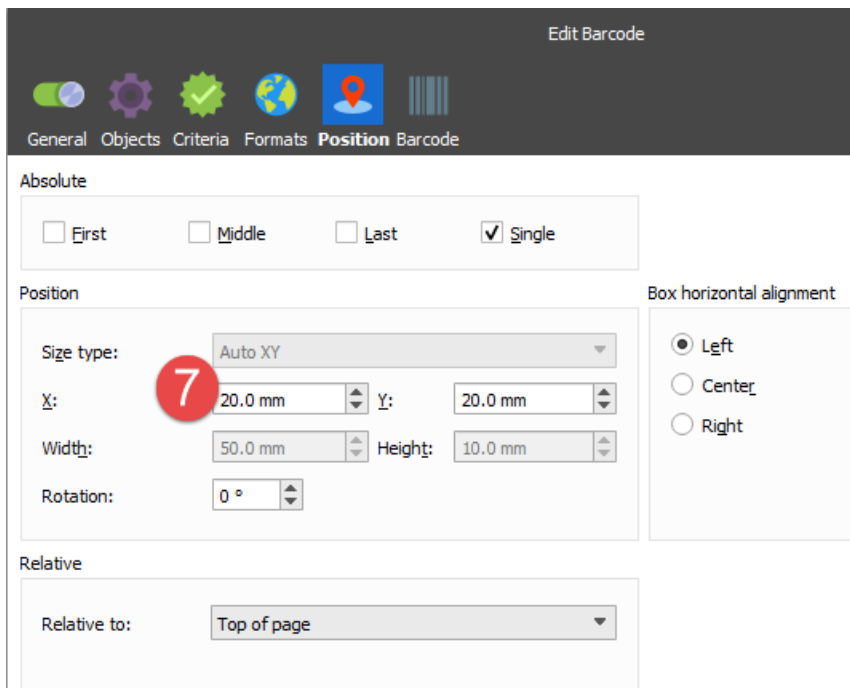 Edit Barcode
General Objects Criteria Formats Position Barcode
Absolute
First Middle Last Single
Position Box horizontal alignment
Size type: Auto XY Left
7
X: 20.0 mm Y: 20.0 mm Center
Width: 50.0 mm Height: 10.0 mm Right
Rotation: 0 °
Relative
Relative to: Top of page